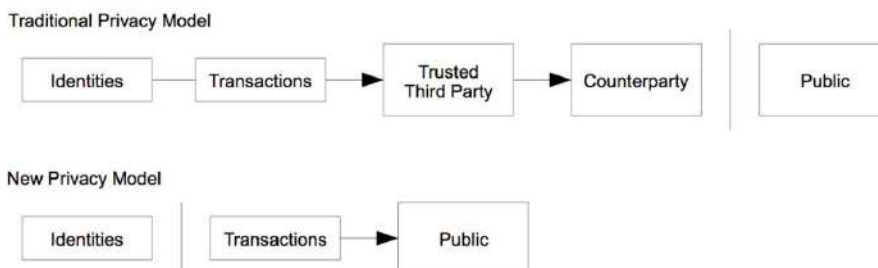 Traditional Privacy Model
Identities
Transactions
Trusted
Third Party
Counterparty
Public
New Privacy Model
Identities
Transactions
Public